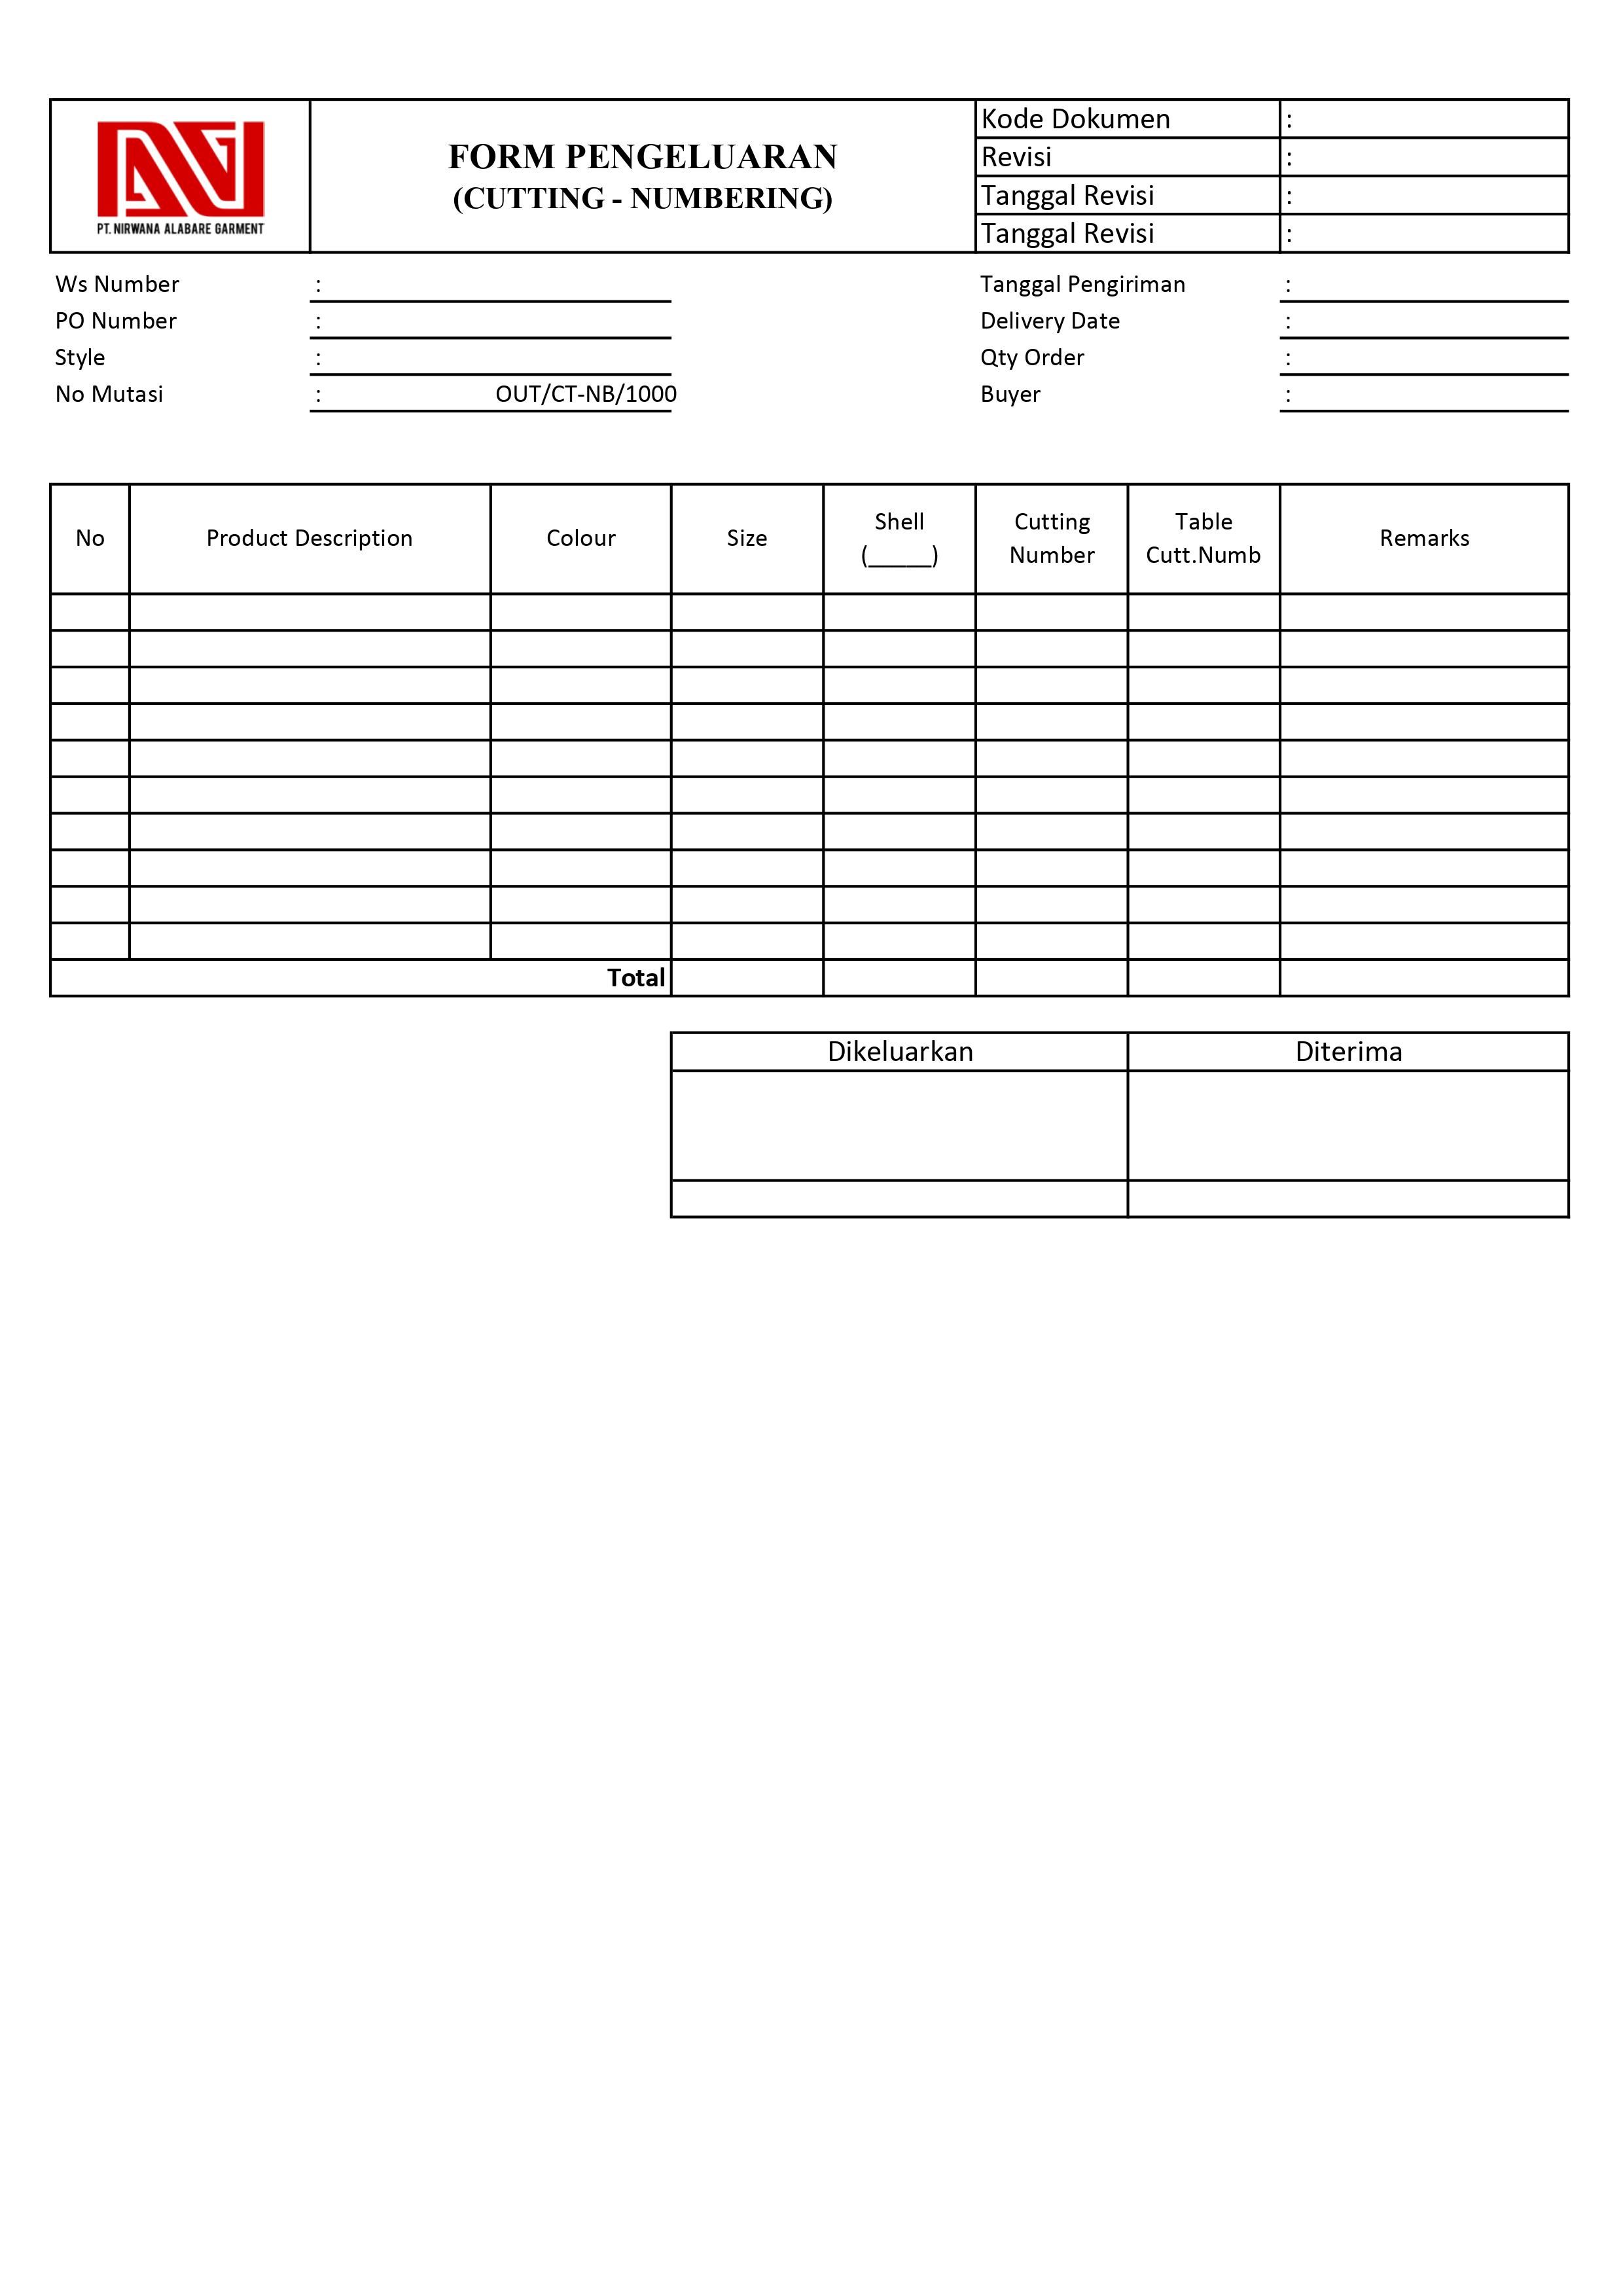 PT. NIRWANA ALABARE GARMENT
FORM PENGELUARAN
(CUTTING - NUMBERING)
Kode Dokumen :
Revisi :
Tanggal Revisi :
Tanggal Revisi :
Ws Number : Tanggal Pengiriman :
PO Number : Delivery Date :
Style : Qty Order :
No Mutasi : OUT/CT-NB/1000 Buyer :
No Product Description Colour Size Shell (_____) Cutting Number Table Cutt.Numb Remarks
Total
Dikeluarkan Diterima